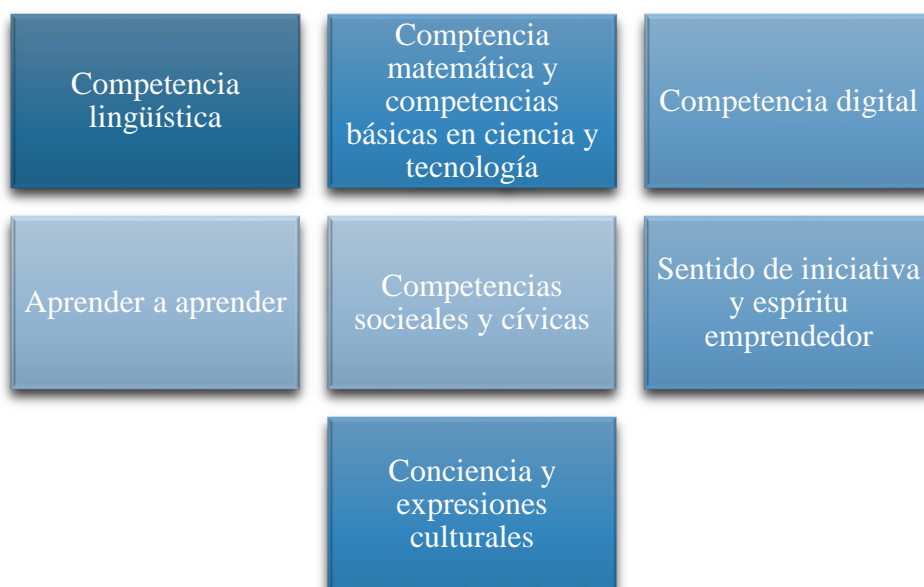 Competencia
lingüística
Comptencia
matemática y
competencias
básicas en ciencia y
tecnología
Competencia digital
Aprender a aprender
Competencias
socieales y cívicas
Sentido de iniciativa
y espíritu
emprendedor
Conciencia y
expresiones
culturales